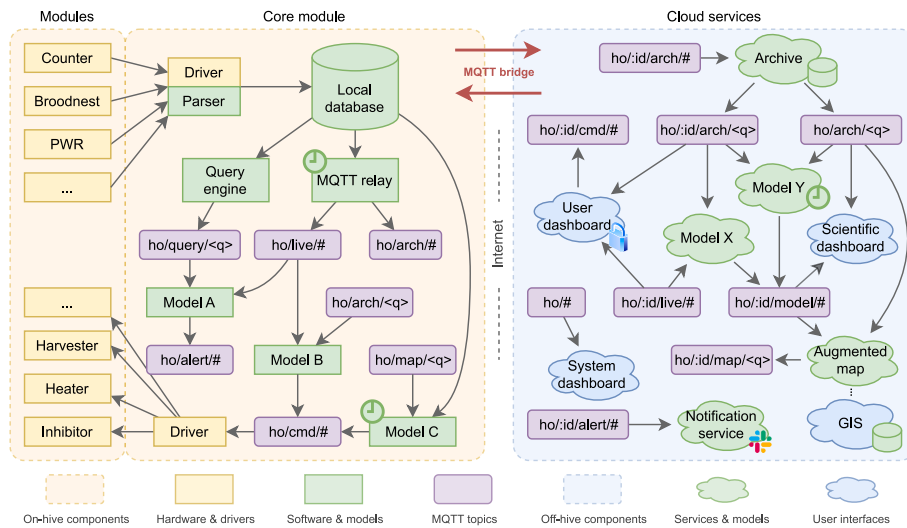 Modules
Core module
Cloud services
Counter
Broodnest
PWR
...
Driver
Parser
Local
database
MQTT bridge
ho/:id/arch/#
Archive
Query
engine
MQTT relay
ho/:id/cmd/#
ho/:id/arch/<q>
ho/arch/<q>
Model Y
ho/query/<q>
ho/live/#
ho/arch/#
Internet
User
dashboard
Model X
Scientific
dashboard
...
Harvester
Heater
Inhibitor
Model A
ho/arch/<q>
ho/#
ho/:id/live/#
ho/:id/model/#
ho/alert/#
Model B
ho/map/<q>
System
dashboard
ho/:id/map/<q>
Augmented
map
Driver
ho/cmd/#
Model C
ho/:id/alert/#
Notification
service
GIS
On-hive components
Hardware & drivers
Software & models
MQTT topics
Off-hive components
Services & models
User interfaces